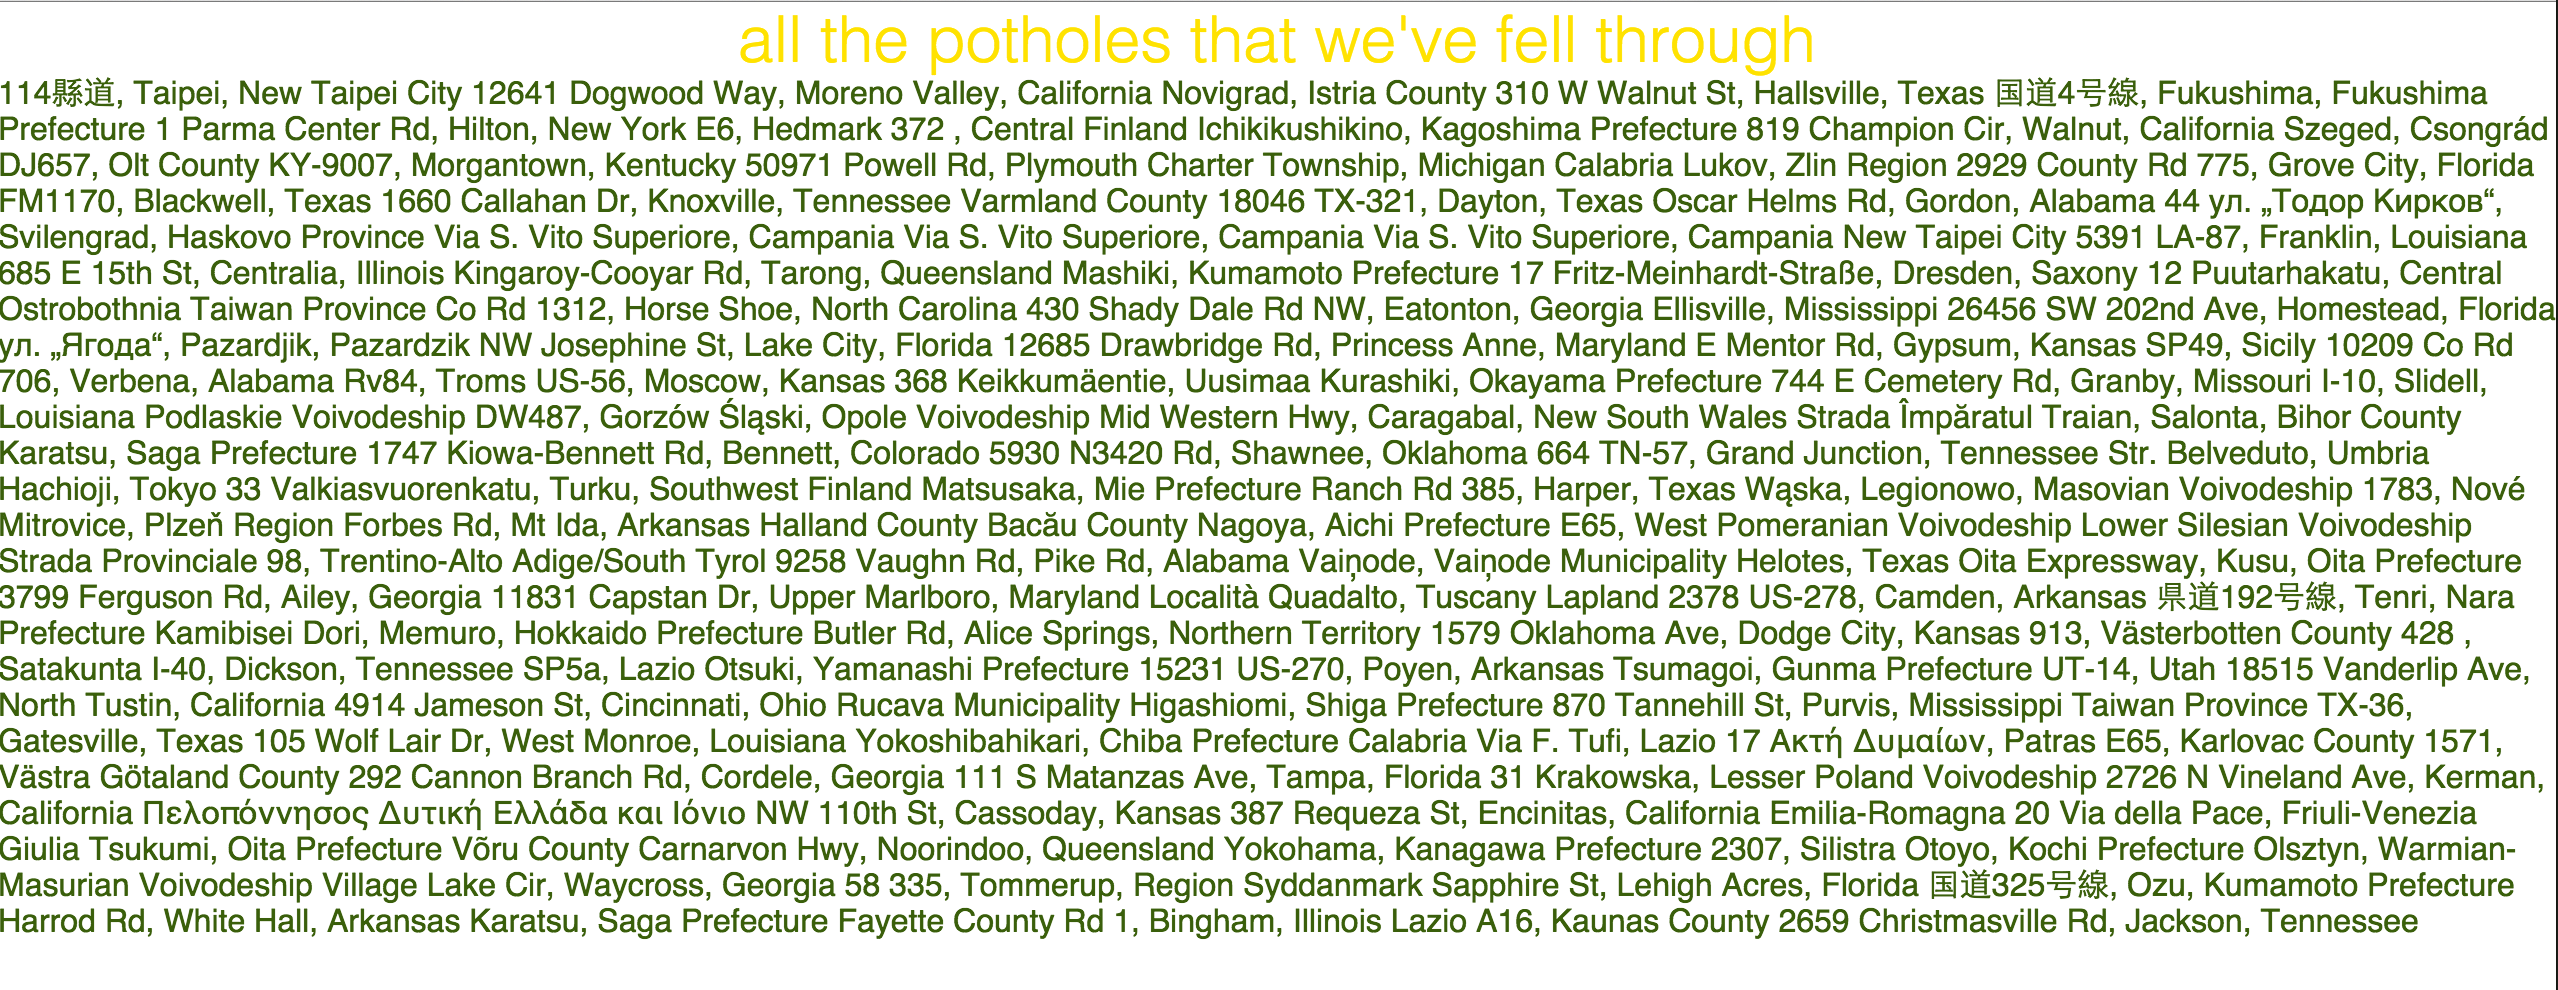 all the potholes that we've fell through
114縣道, Taipei, New Taipei City 12641 Dogwood Way, Moreno Valley, California Novigrad, Istria County 310 W Walnut St, Hallsville, Texas 国道4号線, Fukushima, Fukushima
Prefecture 1 Parma Center Rd, Hilton, New York E6, Hedmark 372 , Central Finland Ichikikushikino, Kagoshima Prefecture 819 Champion Cir, Walnut, California Szeged, Csongrád
DJ657, Olt County KY-9007, Morgantown, Kentucky 50971 Powell Rd, Plymouth Charter Township, Michigan Calabria Lukov, Zlin Region 2929 County Rd 775, Grove City, Florida
FM1170, Blackwell, Texas 1660 Callahan Dr, Knoxville, Tennessee Varmland County 18046 TX-321, Dayton, Texas Oscar Helms Rd, Gordon, Alabama 44 ул. „Тодор Кирков“,
Svilengrad, Haskovo Province Via S. Vito Superiore, Campania Via S. Vito Superiore, Campania Via S. Vito Superiore, Campania New Taipei City 5391 LA-87, Franklin, Louisiana
685 E 15th St, Centralia, Illinois Kingaroy-Cooyar Rd, Tarong, Queensland Mashiki, Kumamoto Prefecture 17 Fritz-Meinhardt-Straße, Dresden, Saxony 12 Puutarhakatu, Central
Ostrobothnia Taiwan Province Co Rd 1312, Horse Shoe, North Carolina 430 Shady Dale Rd NW, Eatonton, Georgia Ellisville, Mississippi 26456 SW 202nd Ave, Homestead, Florida
ул. „Ягода“, Pazardjik, Pazardzik NW Josephine St, Lake City, Florida 12685 Drawbridge Rd, Princess Anne, Maryland E Mentor Rd, Gypsum, Kansas SP49, Sicily 10209 Co Rd
706, Verbena, Alabama Rv84, Troms US-56, Moscow, Kansas 368 Keikkumäentie, Uusimaa Kurashiki, Okayama Prefecture 744 E Cemetery Rd, Granby, Missouri I-10, Slidell,
Louisiana Podlaskie Voivodeship DW487, Gorzów Śląski, Opole Voivodeship Mid Western Hwy, Caragabal, New South Wales Strada Împăratul Traian, Salonta, Bihor County
Karatsu, Saga Prefecture 1747 Kiowa-Bennett Rd, Bennett, Colorado 5930 N3420 Rd, Shawnee, Oklahoma 664 TN-57, Grand Junction, Tennessee Str. Belveduto, Umbria
Hachioji, Tokyo 33 Valkiasvuorenkatu, Turku, Southwest Finland Matsusaka, Mie Prefecture Ranch Rd 385, Harper, Texas Wąska, Legionowo, Masovian Voivodeship 1783, Nové
Mitrovice, Plzeň Region Forbes Rd, Mt Ida, Arkansas Halland County Bacău County Nagoya, Aichi Prefecture E65, West Pomeranian Voivodeship Lower Silesian Voivodeship
Strada Provinciale 98, Trentino-Alto Adige/South Tyrol 9258 Vaughn Rd, Pike Rd, Alabama Vaiņode, Vaiņode Municipality Helotes, Texas Oita Expressway, Kusu, Oita Prefecture
3799 Ferguson Rd, Ailey, Georgia 11831 Capstan Dr, Upper Marlboro, Maryland Località Quadalto, Tuscany Lapland 2378 US-278, Camden, Arkansas 県道192号線, Tenri, Nara
Prefecture Kamibisei Dori, Memuro, Hokkaido Prefecture Butler Rd, Alice Springs, Northern Territory 1579 Oklahoma Ave, Dodge City, Kansas 913, Västerbotten County 428 ,
Satakunta I-40, Dickson, Tennessee SP5a, Lazio Otsuki, Yamanashi Prefecture 15231 US-270, Poyen, Arkansas Tsumagoi, Gunma Prefecture UT-14, Utah 18515 Vanderlip Ave,
North Tustin, California 4914 Jameson St, Cincinnati, Ohio Rucava Municipality Higashiomi, Shiga Prefecture 870 Tannehill St, Purvis, Mississippi Taiwan Province TX-36,
Gatesville, Texas 105 Wolf Lair Dr, West Monroe, Louisiana Yokoshibahikari, Chiba Prefecture Calabria Via F. Tufi, Lazio 17 Ακτή Δυμαίων, Patras E65, Karlovac County 1571,
Västra Götaland County 292 Cannon Branch Rd, Cordele, Georgia 111 S Matanzas Ave, Tampa, Florida 31 Krakowska, Lesser Poland Voivodeship 2726 N Vineland Ave, Kerman,
California Πελοπόννησος Δυτική Ελλάδα και Ιόνιο NW 110th St, Cassoday, Kansas 387 Requeza St, Encinitas, California Emilia-Romagna 20 Via della Pace, Friuli-Venezia
Giulia Tsukumi, Oita Prefecture Võru County Carnarvon Hwy, Noorindoo, Queensland Yokohama, Kanagawa Prefecture 2307, Silistra Otoyo, Kochi Prefecture Olsztyn, Warmian-
Masurian Voivodeship Village Lake Cir, Waycross, Georgia 58 335, Tommerup, Region Syddanmark Sapphire St, Lehigh Acres, Florida 国道325号線, Ozu, Kumamoto Prefecture
Harrod Rd, White Hall, Arkansas Karatsu, Saga Prefecture Fayette County Rd 1, Bingham, Illinois Lazio A16, Kaunas County 2659 Christmasville Rd, Jackson, Tennessee